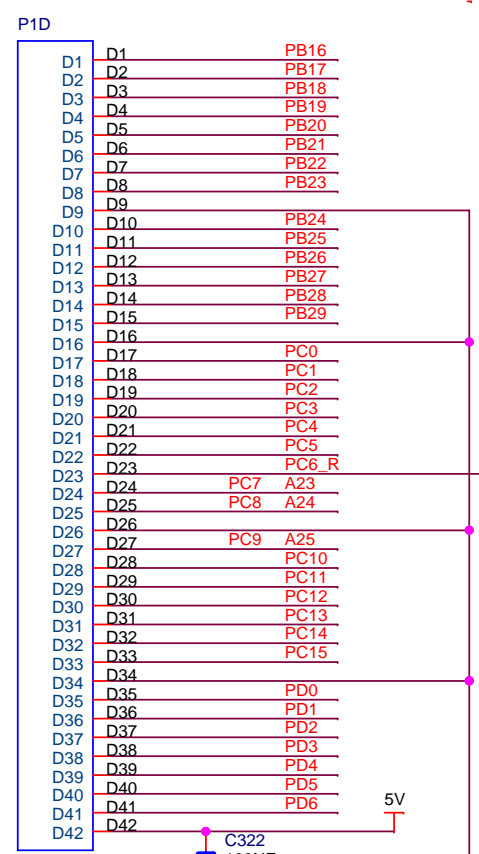 P1D
D1 D1 PB16
D2 D2 PB17
D3 D3 PB18
D4 D4 PB19
D5 D5 PB20
D6 D6 PB21
D7 D7 PB22
D8 D8 PB23
D9 D9
D10 D10 PB24
D11 D11 PB25
D12 D12 PB26
D13 D13 PB27
D14 D14 PB28
D15 D15 PB29
D16 D16
D17 D17 PC0
D18 D18 PC1
D19 D19 PC2
D20 D20 PC3
D21 D21 PC4
D22 D22 PC5
D23 D23 PC6_R
D24 D24 PC7 A23
D25 D25 PC8 A24
D26 D26
D27 D27 PC9 A25
D28 D28 PC10
D29 D29 PC11
D30 D30 PC12
D31 D31 PC13
D32 D32 PC14
D33 D33 PC15
D34 D34
D35 D35 PD0
D36 D36 PD1
D37 D37 PD2
D38 D38 PD3
D39 D39 PD4
D40 D40 PD5
D41 D41 PD6
5V
D42 D42
C322